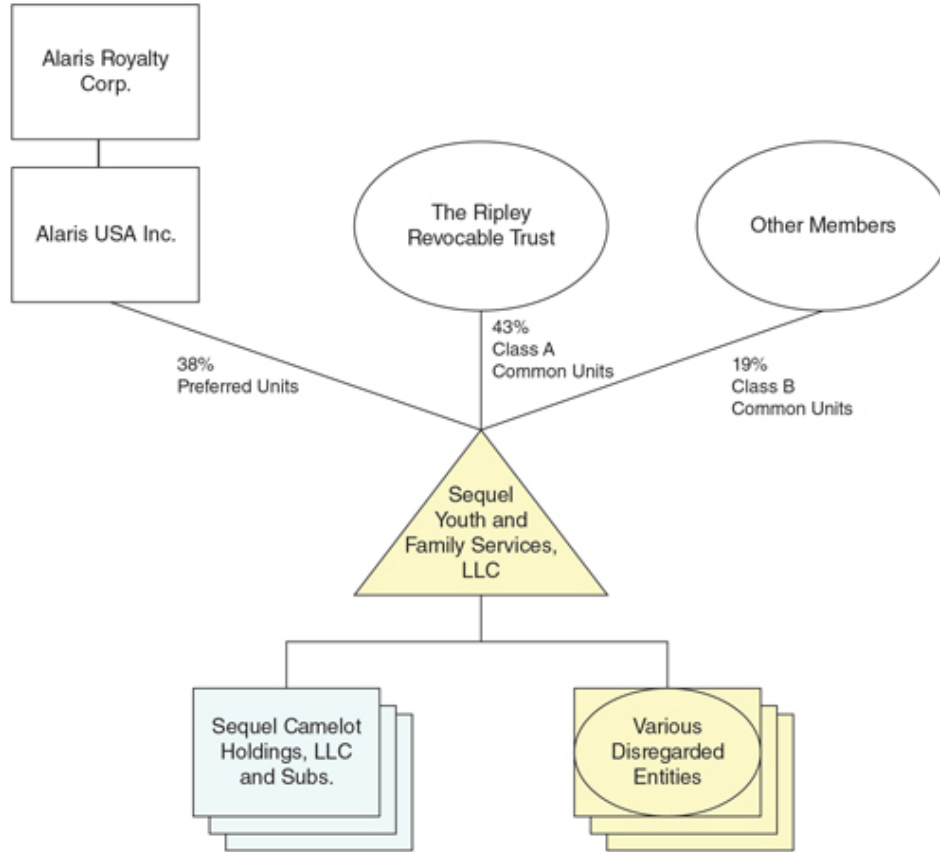 Alaris Royalty
Corp.
Alaris USA Inc.
The Ripley
Revocable Trust
Other Members
38%
Preferred Units
43%
Class A
Common Units
19%
Class B
Common Units
Sequel
Youth and
Family Services,
LLC
Sequel Camelot
Holdings, LLC
and Subs.
Various
Disregarded
Entities